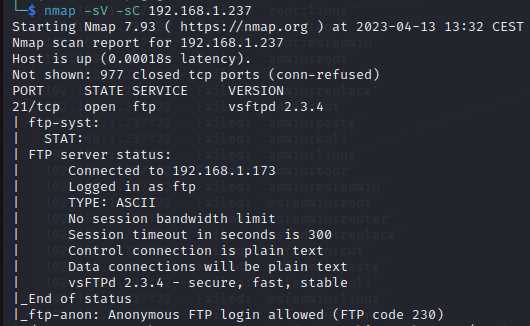 $ nmap -sV -sC 192.168.1.237
Starting Nmap 7.93 ( https://nmap.org ) at 2023-04-13 13:32 CEST
Nmap scan report for 192.168.1.237
Host is up (0.00018s latency).
Not shown: 977 closed tcp ports (conn-refused)
PORT     STATE SERVICE     VERSION
21/tcp   open  ftp         vsftpd 2.3.4
| ftp-syst:
|   STAT:
| FTP server status:
|      Connected to 192.168.1.173
|      Logged in as ftp
|      TYPE: ASCII
|      No session bandwidth limit
|      Session timeout in seconds is 300
|      Control connection is plain text
|      Data connections will be plain text
|      vsFTPd 2.3.4 - secure, fast, stable
|_End of status
|_ftp-anon: Anonymous FTP login allowed (FTP code 230)